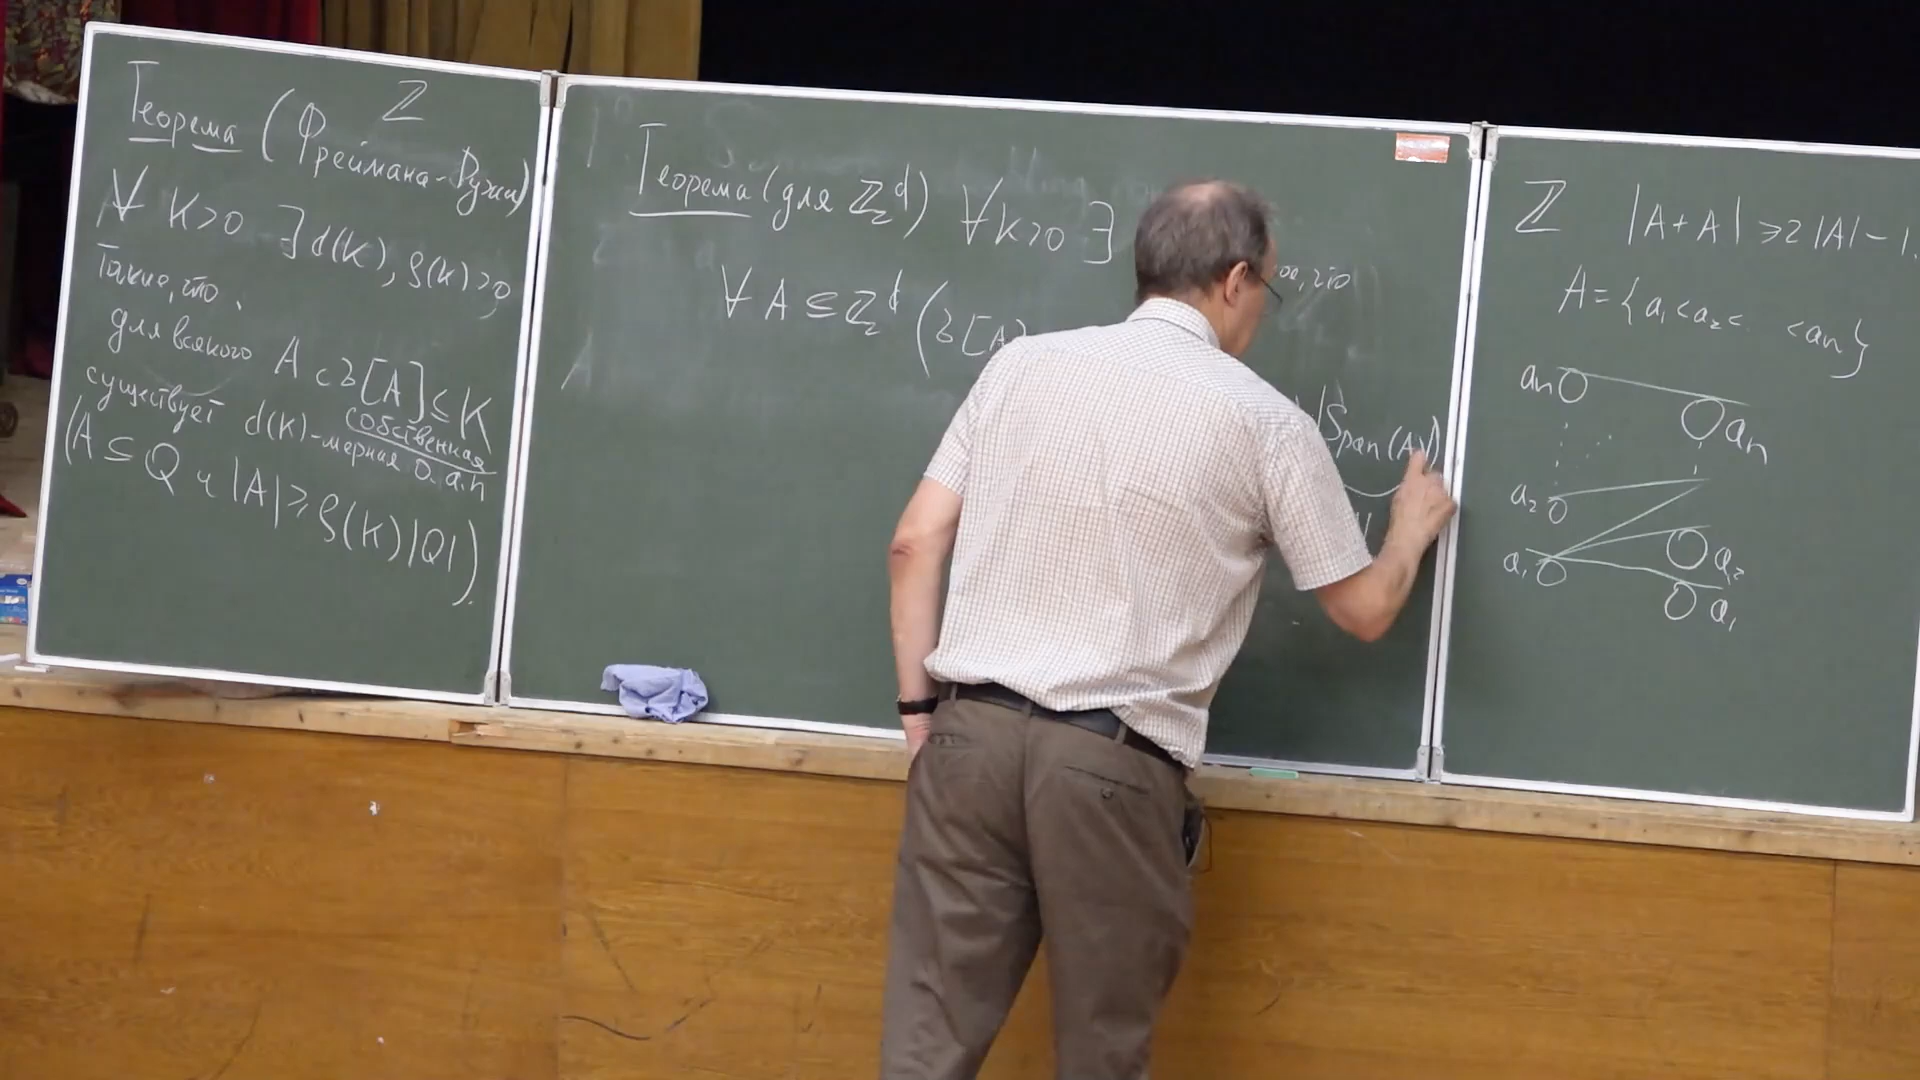 ℤ
Теорема (Фреймана-Ружи)
∀ K>0 ∃ d(K), ρ(K)>0
такие, что
для всякого A с δ[A]≤K
существует d(K)-мерная собственная о.а.п
(A ⊆ Q и |A| ≥ ρ(K)|Q|).
Теорема (для ℤ₂ᵈ) ∀K>0 ∃
∀ A ⊆ ℤ₂ᵈ (δ[A]
|Span(A)|
ℤ |A+A| ≥ 2|A| − 1.
A = {a₁<a₂< . <aₙ}
aₙ
aₙ
a₂
a₂
a₁
a₁